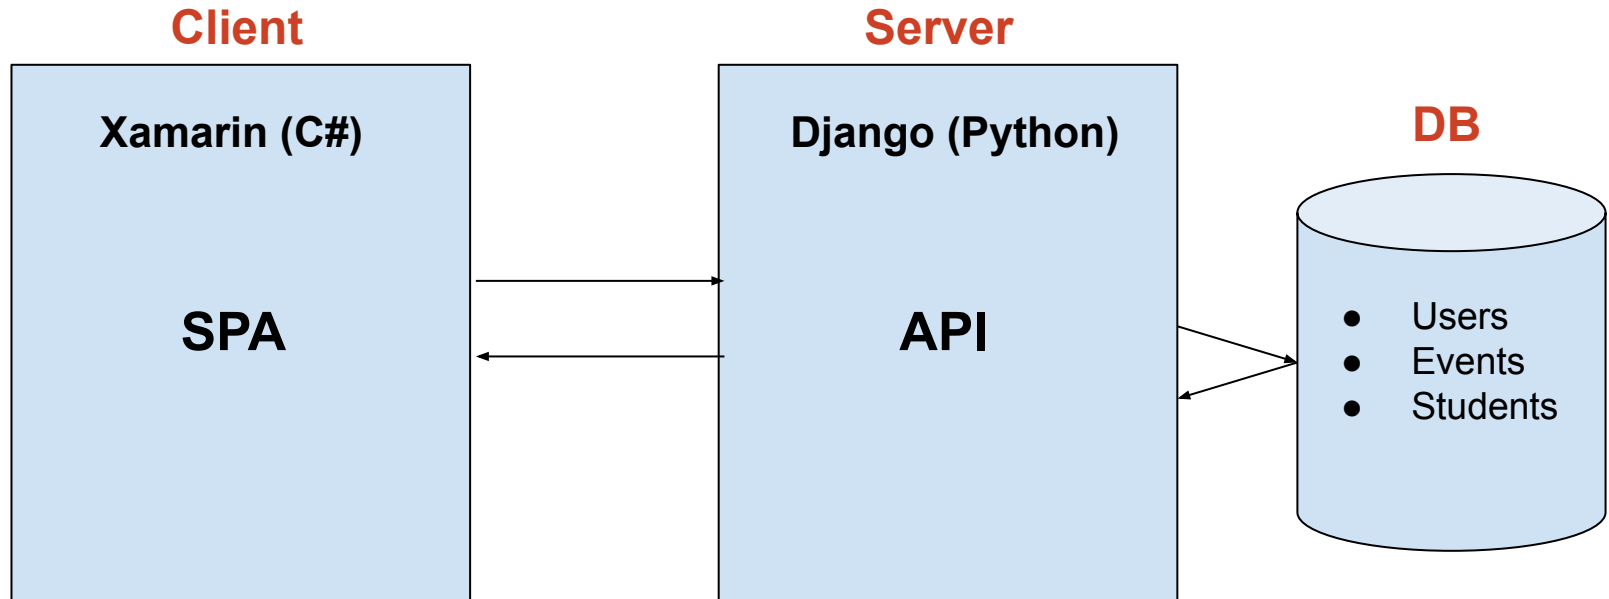 Client
Xamarin (C#)
SPA
Server
Django (Python)
API
DB
● Users
● Events
● Students